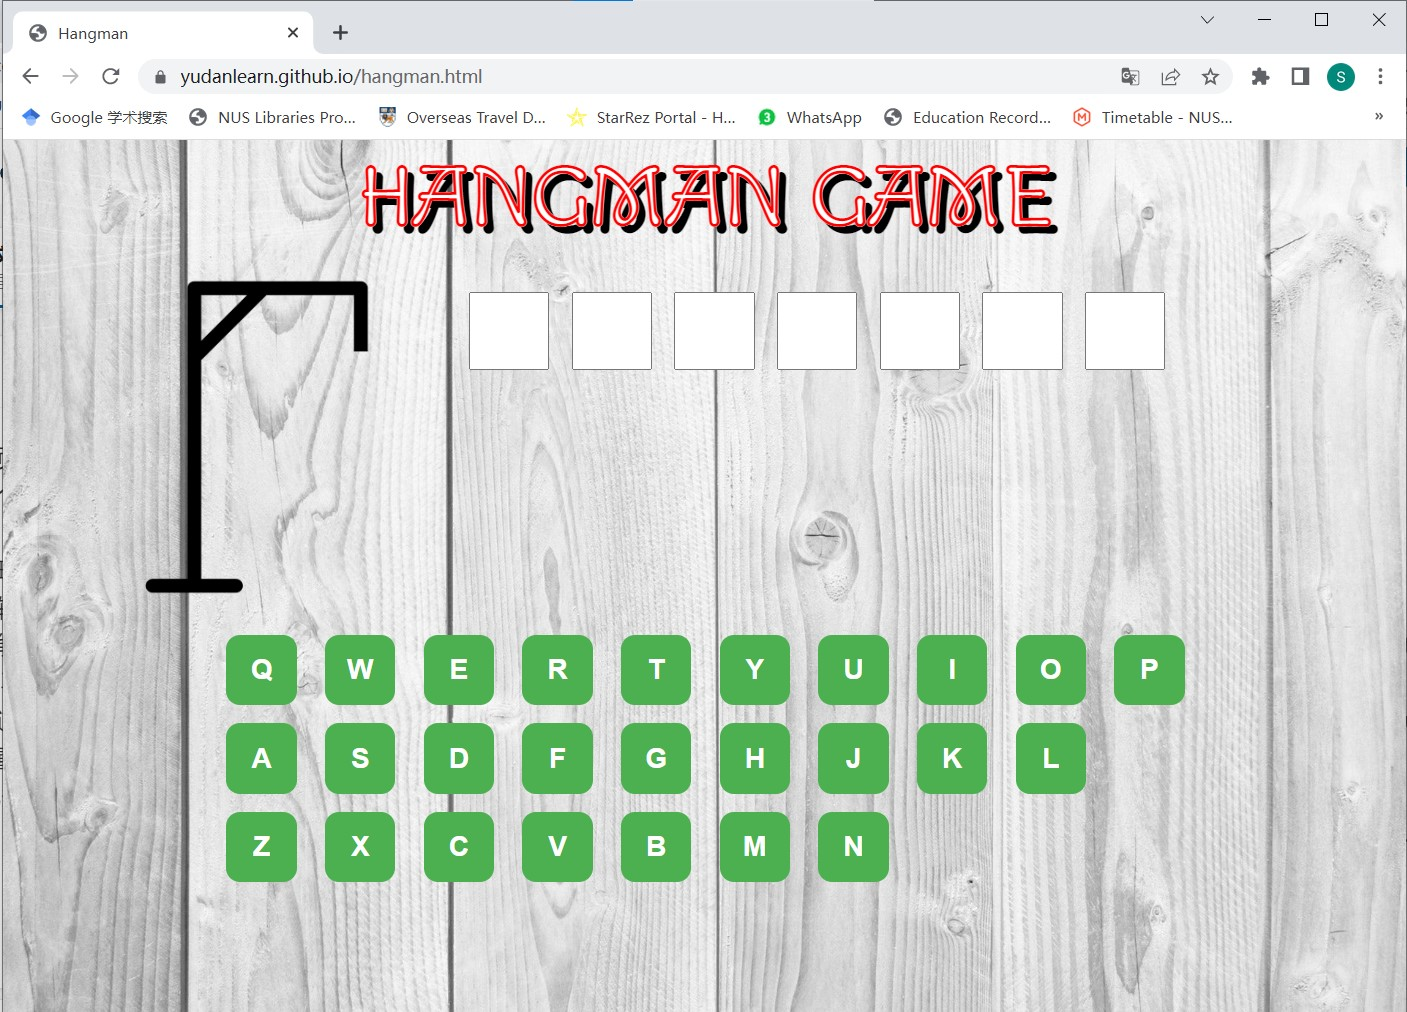 Hangman
yudanlearn.github.io/hangman.html
S
Google 学术搜索 NUS Libraries Pro... Overseas Travel D... StarRez Portal - H... 3 WhatsApp Education Record... Timetable - NUS... »
HANGMAN GAME
Q W E R T Y U I O P
A S D F G H J K L
Z X C V B M N